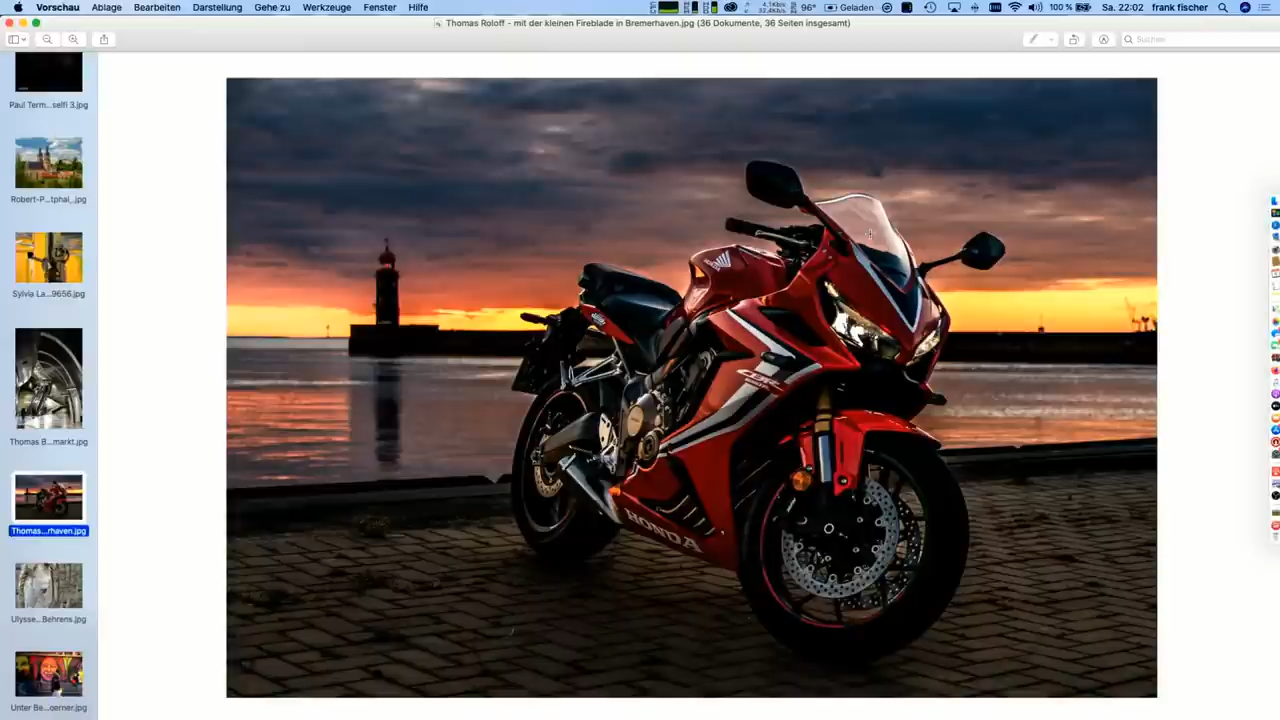 Vorschau Ablage Bearbeiten Darstellung Gehe zu Werkzeuge Fenster Hilfe 96° Geladen 100 % Sa. 22:02 frank fischer
Thomas Roloff - mit der kleinen Fireblade in Bremerhaven.jpg (36 Dokumente, 36 Seiten insgesamt)
Suchen
Paul Term...selfi 3.jpg
Robert-P...tphal_.jpg
Sylvia La...9656.jpg
Thomas B...markt.jpg
Thomas...rhaven.jpg
Ulysse...Behrens.jpg
Unter Be...oerner.jpg
CBR
HONDA